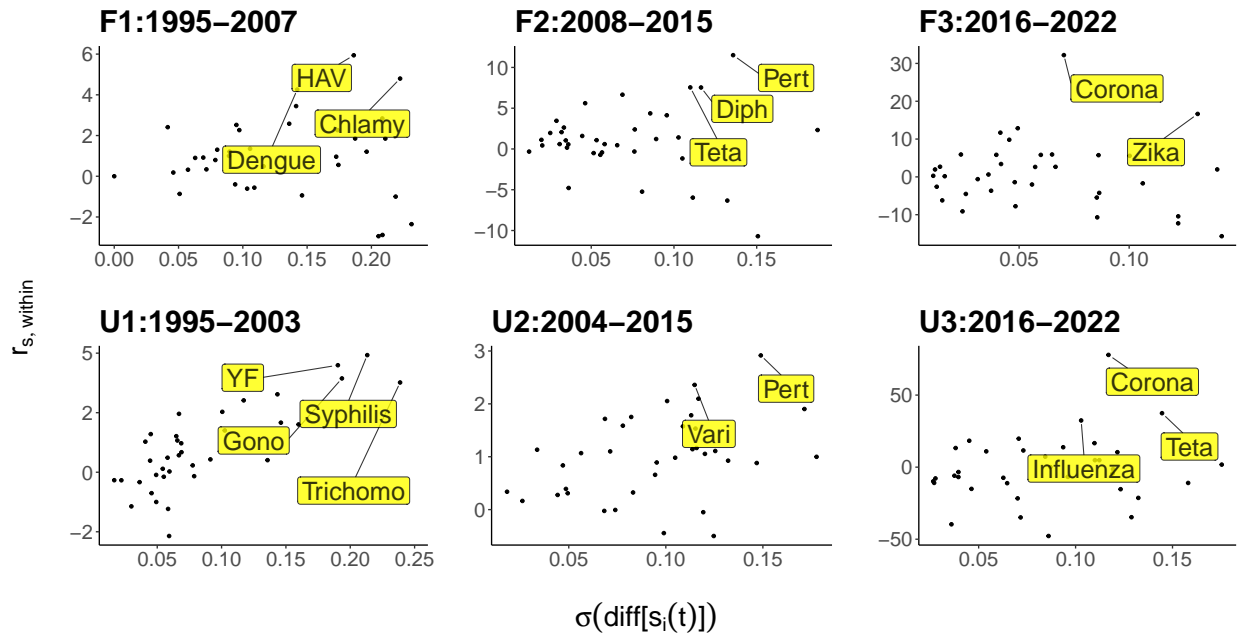 F1:1995−2007
F2:2008−2015
F3:2016−2022
6
4
2
0
−2
HAV
Chlamy
Dengue
0.00
0.05
0.10
0.15
0.20
10
5
0
−5
−10
Pert
Diph
Teta
0.05
0.10
0.15
30
20
10
0
−10
Corona
Zika
0.05
0.10
r_s, within
U1:1995−2003
U2:2004−2015
U3:2016−2022
5
2
0
−2
YF
Syphilis
Gono
Trichomo
0.05
0.10
0.15
0.20
0.25
3
2
1
0
Pert
Vari
0.05
0.10
0.15
50
0
−50
Corona
Teta
Influenza
0.05
0.10
0.15
σ(diff[s_i(t)])